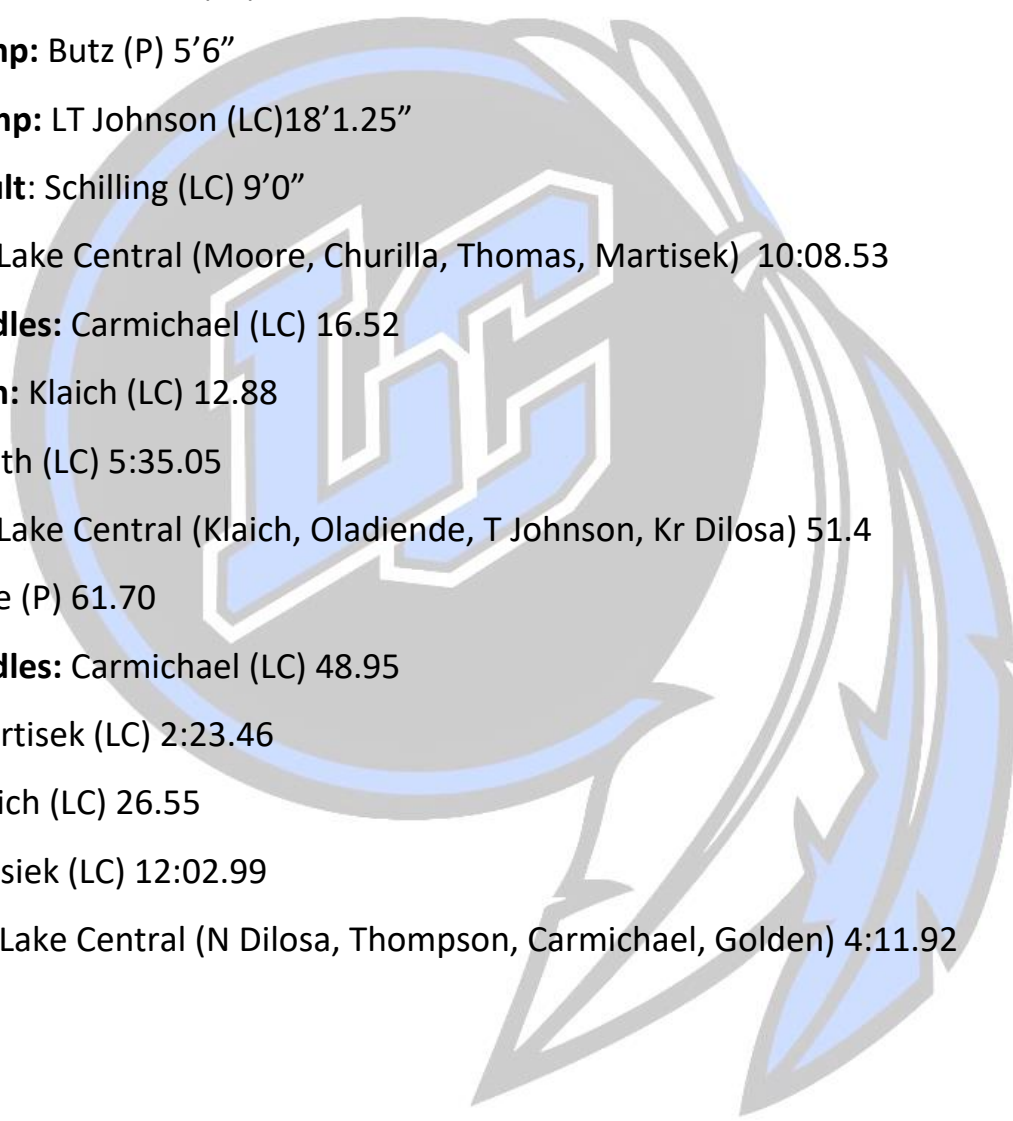 mp: Butz (P) 5’6”
mp: LT Johnson (LC)18’1.25”
ult: Schilling (LC) 9’0”
Lake Central (Moore, Churilla, Thomas, Martisek) 10:08.53
dles: Carmichael (LC) 16.52
h: Klaich (LC) 12.88
th (LC) 5:35.05
Lake Central (Klaich, Oladiende, T Johnson, Kr Dilosa) 51.4
e (P) 61.70
dles: Carmichael (LC) 48.95
rtisek (LC) 2:23.46
ich (LC) 26.55
siek (LC) 12:02.99
Lake Central (N Dilosa, Thompson, Carmichael, Golden) 4:11.92
LC